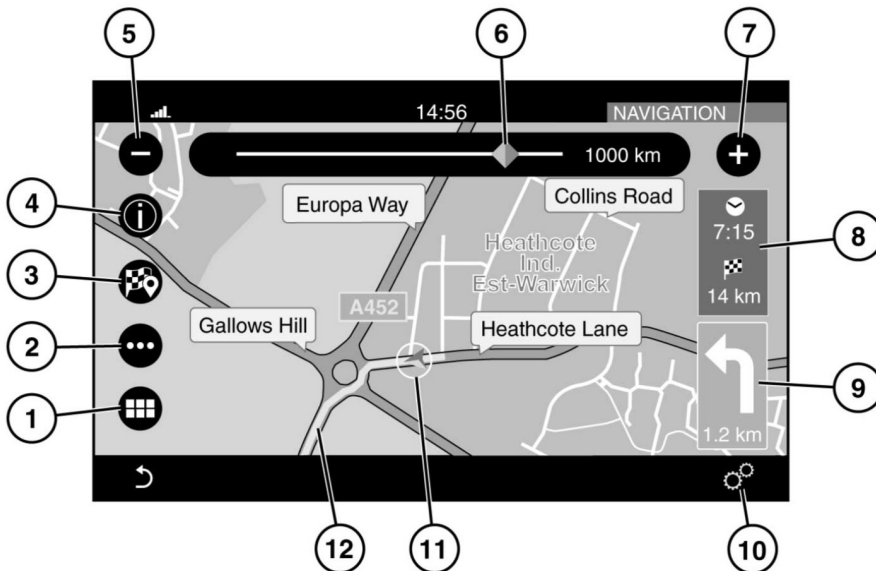 5
6
7
14:56
NAVIGATION
1000 km
4
Europa Way
Collins Road
7:15
8
Heathcote
Ind.
Est-Warwick
3
14 km
A452
Gallows Hill
Heathcote Lane
2
9
1
1.2 km
12
11
10